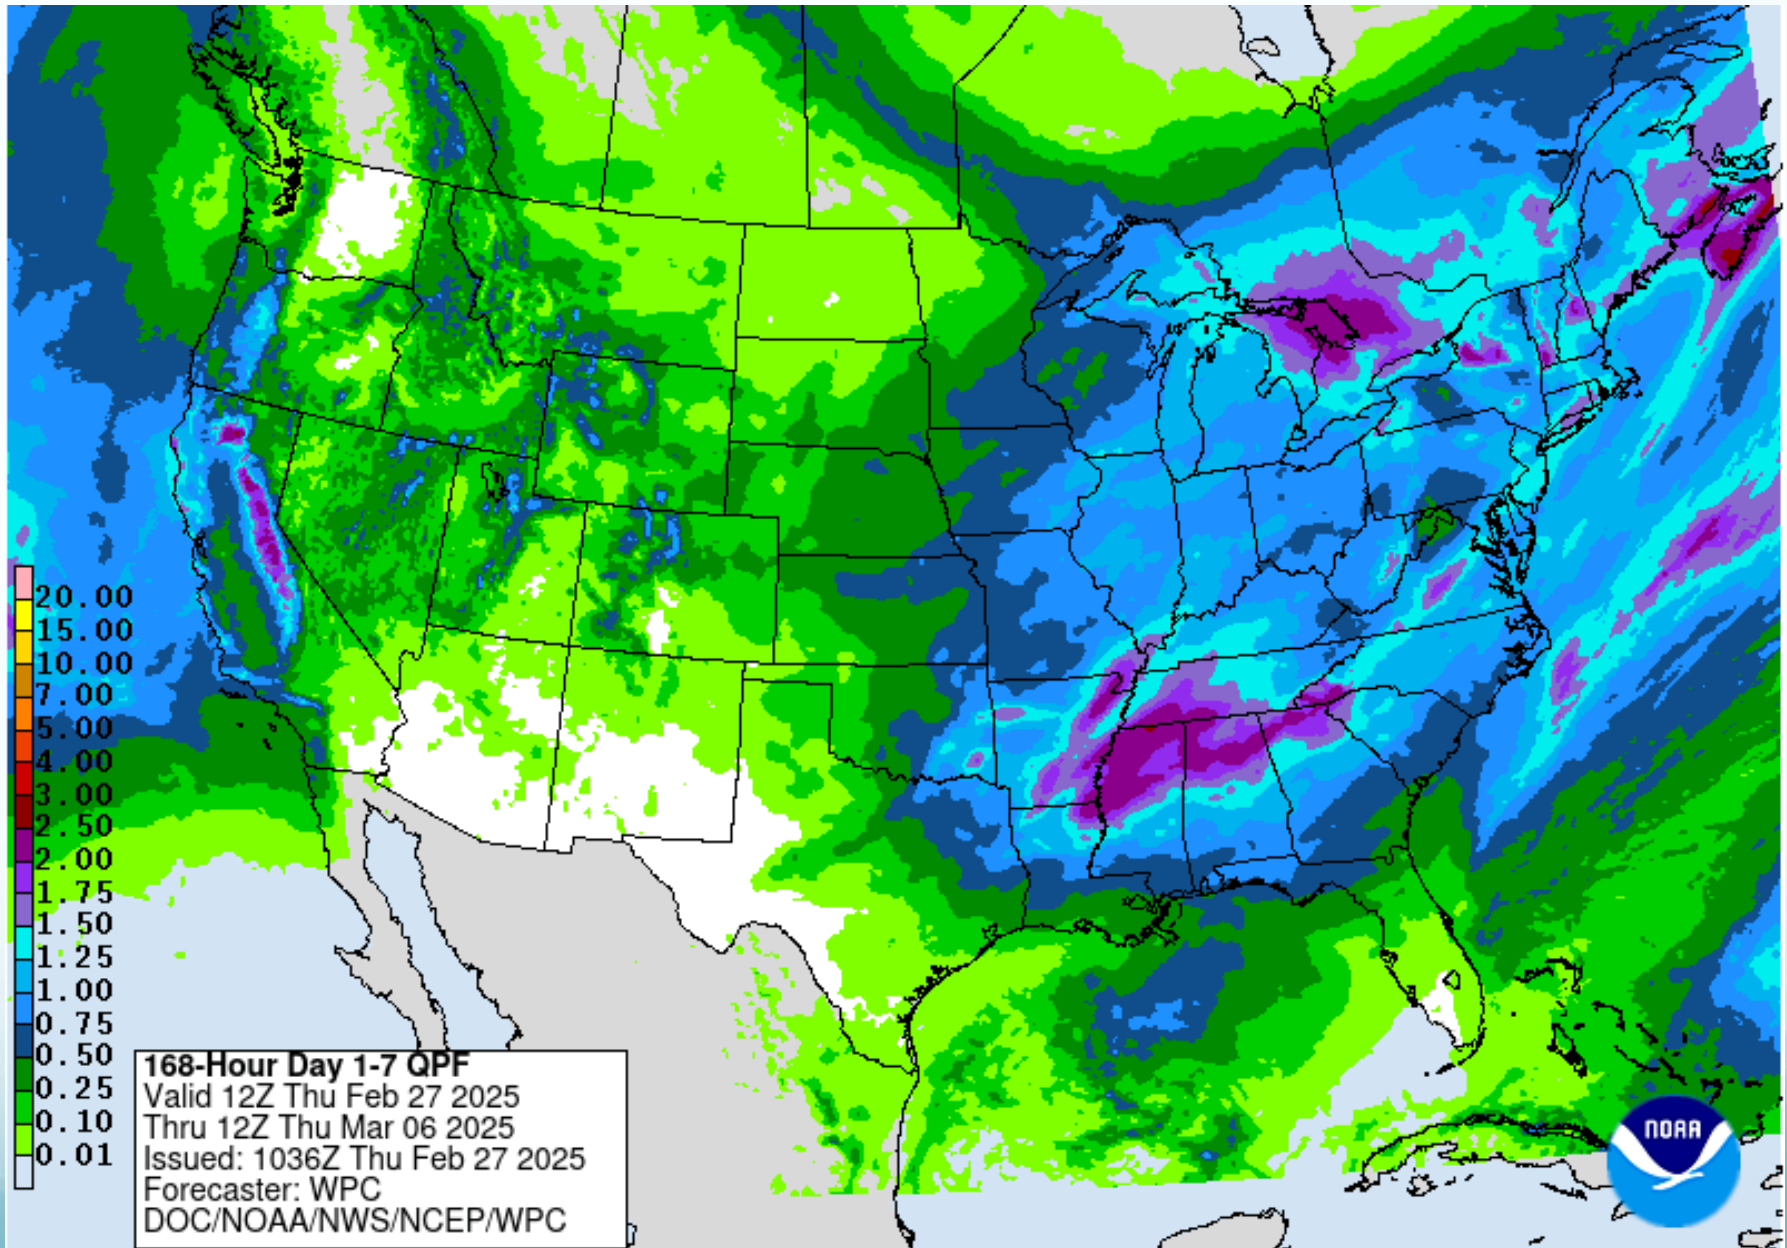 20.00
15.00
10.00
7.00
5.00
4.00
3.00
2.50
2.00
1.75
1.50
1.25
1.00
0.75
0.50
0.25
0.10
0.01
168-Hour Day 1-7 QPF
Valid 12Z Thu Feb 27 2025
Thru 12Z Thu Mar 06 2025
Issued: 1036Z Thu Feb 27 2025
Forecaster: WPC
DOC/NOAA/NWS/NCEP/WPC
NOAA